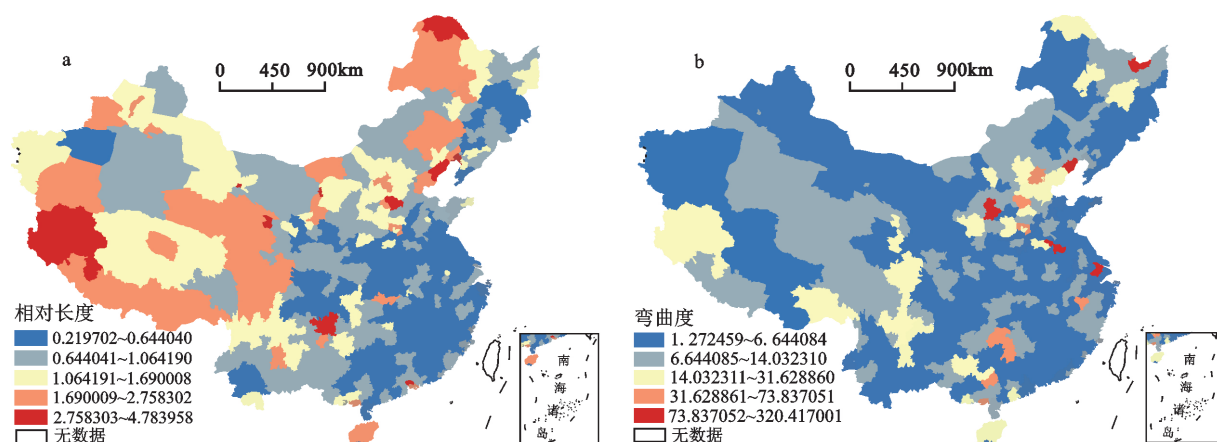 a
0 450 900km
相对长度
0.219702~0.644040
0.644041~1.064190
1.064191~1.690008
1.690009~2.758302
2.758303~4.783958
无数据
南
海
诸
岛
b
0 450 900km
弯曲度
1. 272459~6. 644084
6.644085~14.032310
14.032311~31.628860
31.628861~73.837051
73.837052~320.417001
无数据
南
海
诸
岛